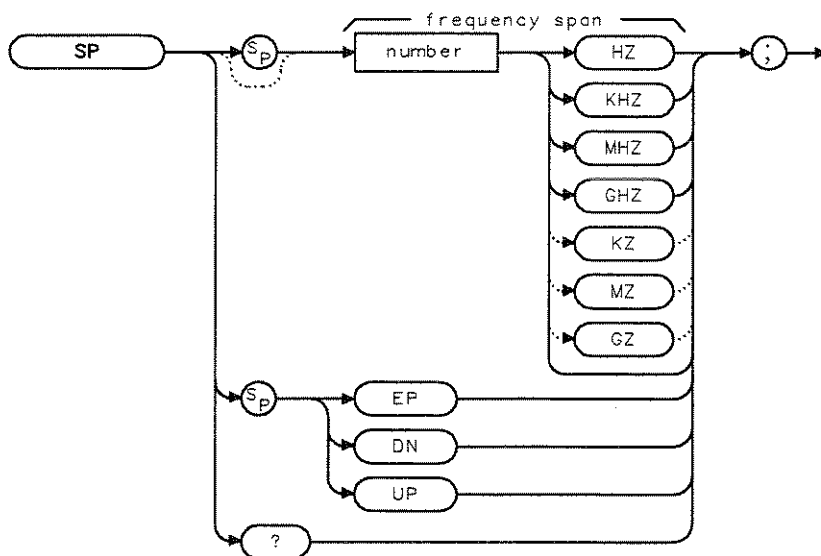 frequency span
SP SP number HZ ;
KHZ
MHZ
GHZ
KZ
MZ
GZ
SP EP
DN
UP
?